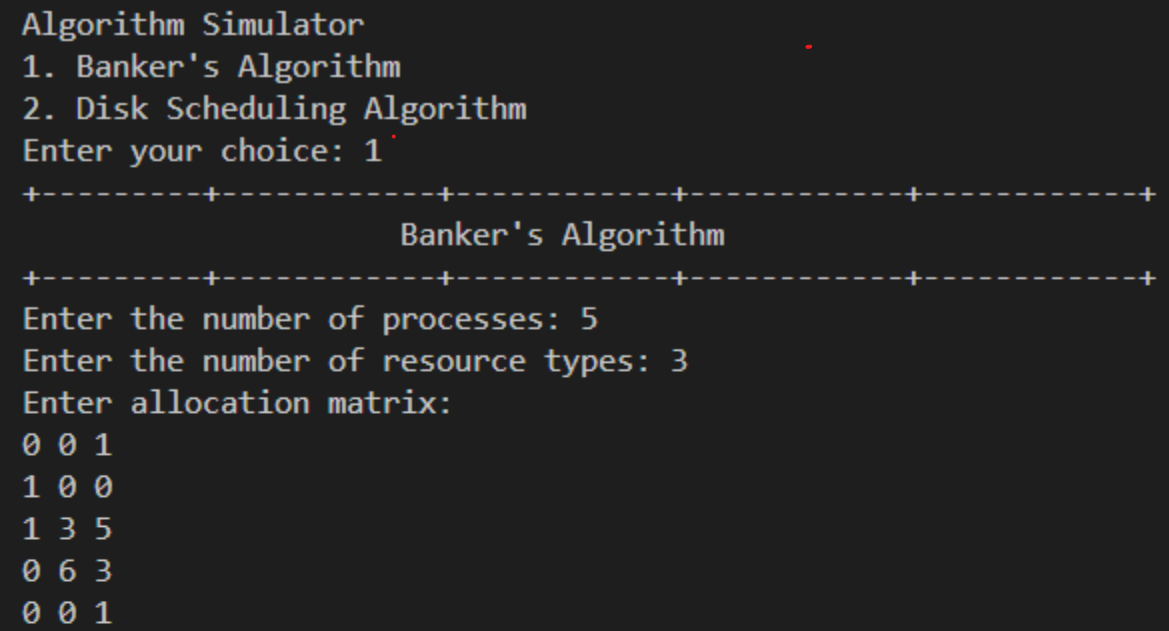 Algorithm Simulator
1. Banker's Algorithm
2. Disk Scheduling Algorithm
Enter your choice: 1
+---------+------------+------------+------------+------------+
Banker's Algorithm
+---------+------------+------------+------------+------------+
Enter the number of processes: 5
Enter the number of resource types: 3
Enter allocation matrix:
0 0 1
1 0 0
1 3 5
0 6 3
0 0 1